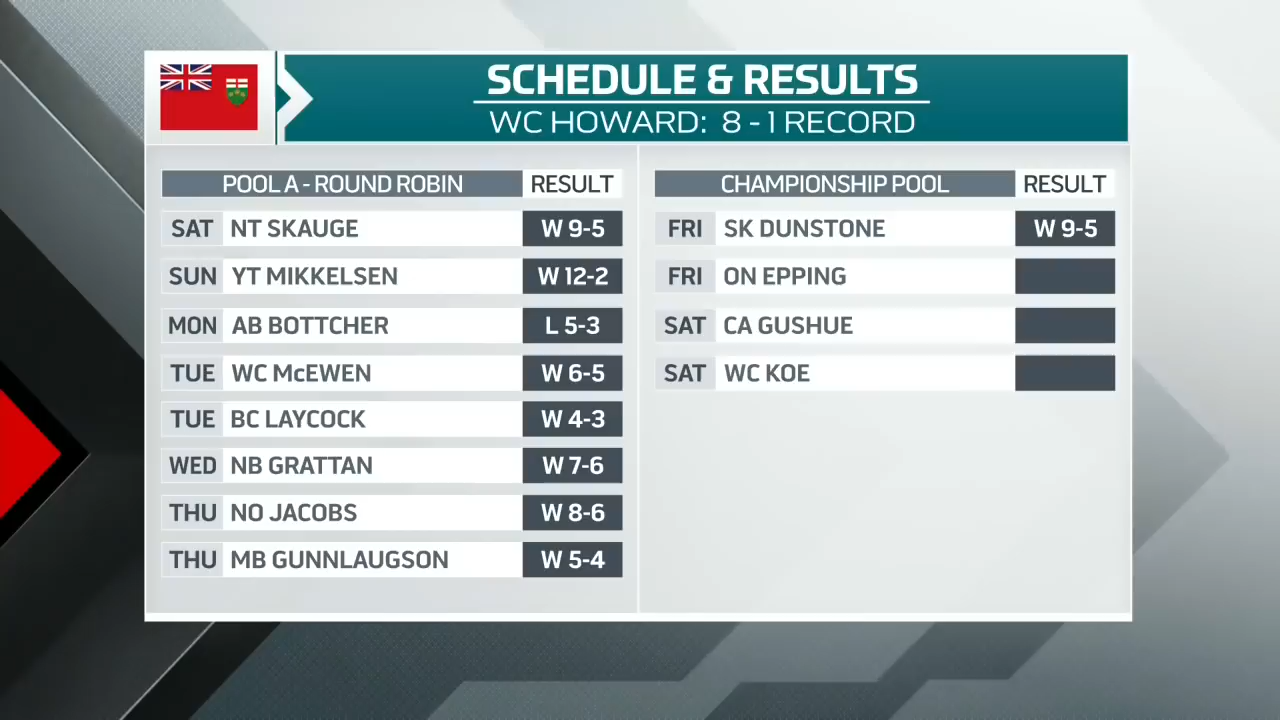 SCHEDULE & RESULTS
WC HOWARD: 8 - 1 RECORD
POOL A - ROUND ROBIN RESULT
SAT NT SKAUGE W 9-5
SUN YT MIKKELSEN W 12-2
MON AB BOTTCHER L 5-3
TUE WC McEWEN W 6-5
TUE BC LAYCOCK W 4-3
WED NB GRATTAN W 7-6
THU NO JACOBS W 8-6
THU MB GUNNLAUGSON W 5-4
CHAMPIONSHIP POOL RESULT
FRI SK DUNSTONE W 9-5
FRI ON EPPING
SAT CA GUSHUE
SAT WC KOE